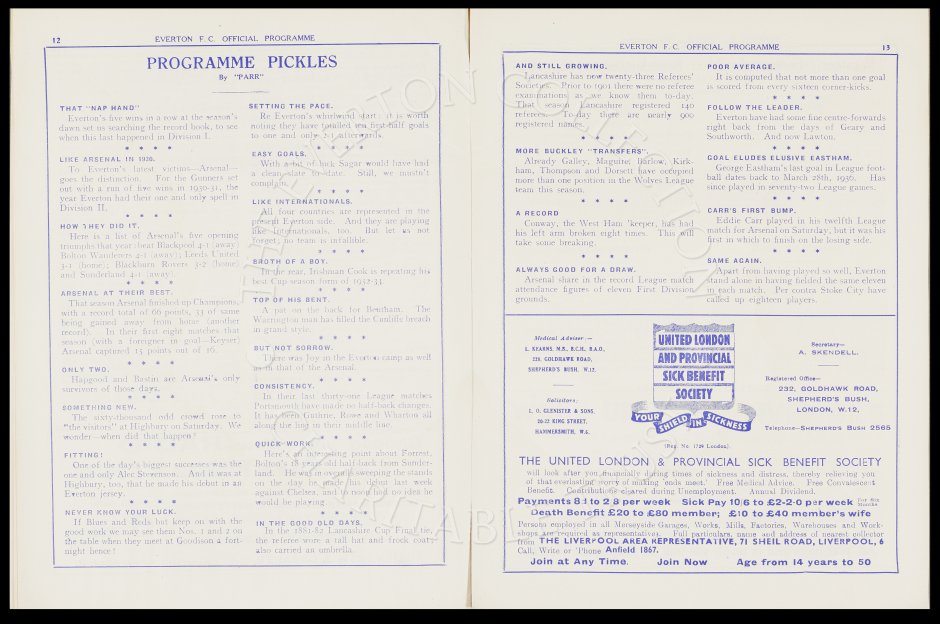 12
EVERTON F.C. OFFICIAL PROGRAMME
PROGRAMME PICKLES
By "PARR"
THAT "NAP HAND"
Everton's five wins in a row at the season's
dawn set us searching the record book, to see
when this last happened in Division I.
* * * *
LIKE ARSENAL IN 1930.
To Everton's latest victims—Arsenal—
goes the distinction. For the Gunners set
out with a run of five wins in 1930-31, the
year Everton had their one and only spell in
Division II.
* * * *
HOW THEY DID IT.
Here is a list of Arsenal's five opening
triumphs that year: beat Blackpool 4-1 (away)
Bolton Wanderers 4-1 (away); Leeds United
3-1 (home); Blackburn Rovers 3-2 (home)
and Sunderland 4-1 (away).
* * * *
ARSENAL AT THEIR BEST.
That season Arsenal finished up Champions,
with a record total of 66 points, 33 of same
being gained away from home (another
record). In their first eight matches that
season (with a foreigner in goal—Keyser)
Arsenal captured 15 points out of 16.
* * * *
ONLY TWO.
Hapgood and Bastin are Arsenal's only
survivors of those days.
* * * *
SOMETHING NEW.
The sixty-thousand odd crowd rose to
"the visitors" at Highbury on Saturday. We
wonder—when did that happen?
* * * *
FITTING!
One of the day's biggest successes was the
one and only Alec Stevenson. And it was at
Highbury, too, that he made his debut in an
Everton jersey.
* * * *
NEVER KNOW YOUR LUCK.
If Blues and Reds but keep on with the
good work we may see them Nos. 1 and 2 on
the table when they meet at Goodison a fort-
night hence!
SETTING THE PACE.
Re Everton's whirlwind start: it is worth
noting they have totalled ten first-half goals
to one and only 2-1 afterwards.
* * * *
EASY GOALS.
With a bit of luck Sagar would have had
a clean slate to date. Still, we mustn't
complain.
* * * *
LIKE INTERNATIONALS.
All four countries are represented in the
present Everton side. And they are playing
like Internationals, too. But let us not
forget; no team is infallible.
* * * *
BROTH OF A BOY.
In the rear, Irishman Cook is repeating his
best Cup season form of 1932-33.
* * * *
TOP OF HIS BENT.
A pat on the back for Bentham. The
Warrington man has filled the Cunliffe breach
in grand style.
* * * *
BUT NOT SORROW.
There was Joy in the Everton camp as well
as in that of the Arsenal.
* * * *
CONSISTENCY.
In their last thirty-one League matches
Portsmouth have made no half-back changes.
It has been Guthrie, Rowe and Wharton all
along the line in their middle line.
* * * *
QUICK WORK.
Here's an interesting point about Forrest,
Bolton's 18 years old half-back from Sunder-
land. He was on overalls sweeping the stands
on the day he made his debut last week
against Chelsea, and had no idea he
would be playing.
* * * *
IN THE GOOD OLD DAYS.
In the 1881-82 Lancashire Cup Final tie,
the referee wore a tall hat and frock coat,
also carried an umbrella.
EVERTON F.C. OFFICIAL PROGRAMME
13
AND STILL GROWING.
Lancashire has now twenty-three Referees'
Societies. Prior to 1901 there were no referee
examinations as we know them to-day.
That season Lancashire registered 140
referees. To-day there are nearly 900
registered names.
* * * *
MORE BUCKLEY "TRANSFERS".
Already Galley, Maguire, Barlow, Kirk-
ham, Thompson and Dorsett have occupied
more than one position in the Wolves League
team this season.
* * * *
A RECORD
Conway, the West Ham 'keeper, has had
his left arm broken eight times. This will
take some breaking.
* * * *
ALWAYS GOOD FOR A DRAW.
Arsenal share in the record League match
attendance figures of eleven First Division
grounds.
POOR AVERAGE.
It is computed that not more than one goal
is scored from every sixteen corner-kicks.
* * * *
FOLLOW THE LEADER.
Everton have had some fine centre-forwards
right back from the days of Geary and
Southworth. And now Lawton.
* * * *
GOAL ELUDES ELUSIVE EASTHAM.
George Eastham's last goal in League foot-
ball dates back to March 28th, 1936. Has
since played in seventy-two League games.
* * * *
CARR'S FIRST BUMP.
Eddie Carr played in his twelfth League
match for Arsenal on Saturday, but it was his
first in which to finish on the losing side.
* * * *
SAME AGAIN.
Apart from having played so well, Everton
stand alone in having fielded the same eleven
in each match. Per contra Stoke City have
called up eighteen players.
Medical Adviser:—
L. KEARNS, M.B., B.C.H., B.A.O.,
228, GOLDHAWK ROAD,
SHEPHERD'S BUSH, W.12.
Solicitors:
L. O. GLENISTER & SONS,
20-22 KING STREET,
HAMMERSMITH, W.6.
UNITED LONDON
AND PROVINCIAL
SICK BENEFIT
SOCIETY
YOUR SHIELD IN SICKNESS
(Reg. No. 1729 London).
Secretary—
A. SKENDELL.
Registered Office—
232, GOLDHAWK ROAD,
SHEPHERD'S BUSH,
LONDON, W.12,
Telephone—SHEPHERDS BUSH 2565
THE UNITED LONDON & PROVINCIAL SICK BENEFIT SOCIETY
will look after you financially during times of sickness and distress, thereby relieving you
of that everlasting worry of making 'ends meet.' Free Medical Advice. Free Convalescent
Benefit. Contributions cleared during Unemployment. Annual Dividend.
Payments 8d to 2/8 per week Sick Pay 10/6 to £2-2-0 per week For Six Months
Death Benefit £20 to £80 member; £10 to £40 member's wife
Persons employed in all Merseyside Garages, Works, Mills, Factories, Warehouses and Work-
shops are required as representatives. Full particulars, name and address of nearest collector
from THE LIVERPOOL AREA REPRESENTATIVE, 71 SHEIL ROAD, LIVERPOOL, 6
Call, Write or 'Phone Anfield 1867.
Join at Any Time. Join Now Age from 14 years to 50